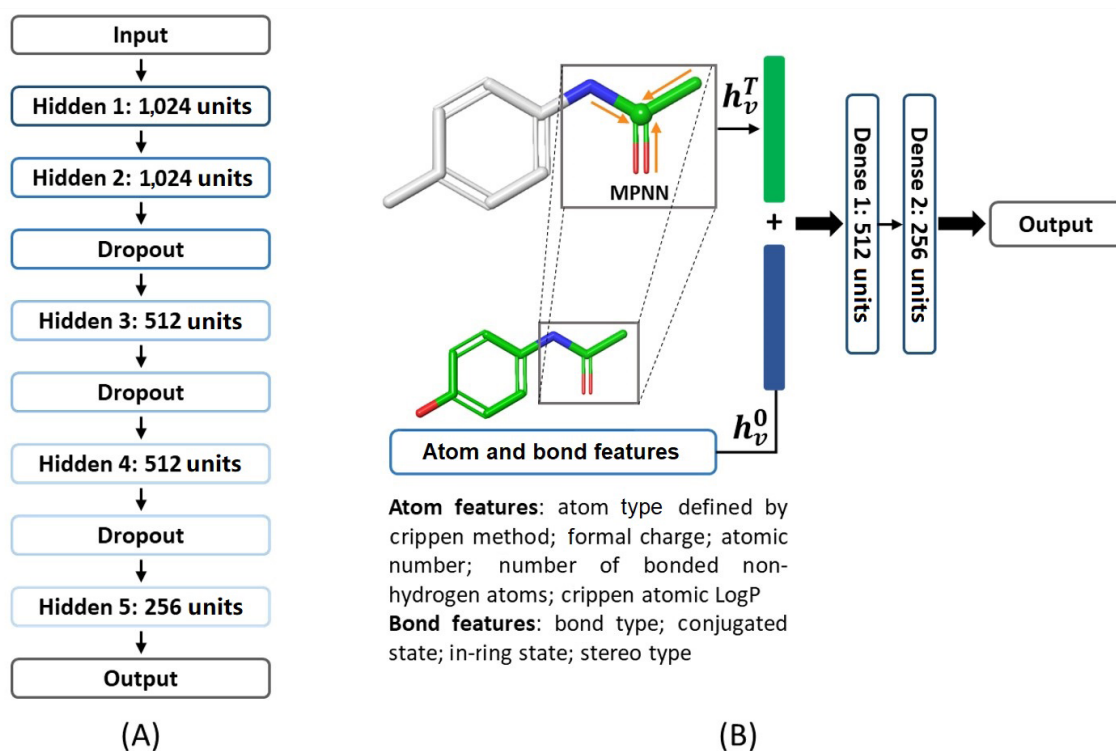 Input
Hidden 1: 1,024 units
Hidden 2: 1,024 units
Dropout
Hidden 3: 512 units
Dropout
Hidden 4: 512 units
Dropout
Hidden 5: 256 units
Output
(A)
MPNN
h_v^T
+
h_v^0
Atom and bond features
Dense 1: 512 units
Dense 2: 256 units
Output
Atom features: atom type defined by
crippen method; formal charge; atomic
number; number of bonded non-
hydrogen atoms; crippen atomic LogP
Bond features: bond type; conjugated
state; in-ring state; stereo type
(B)